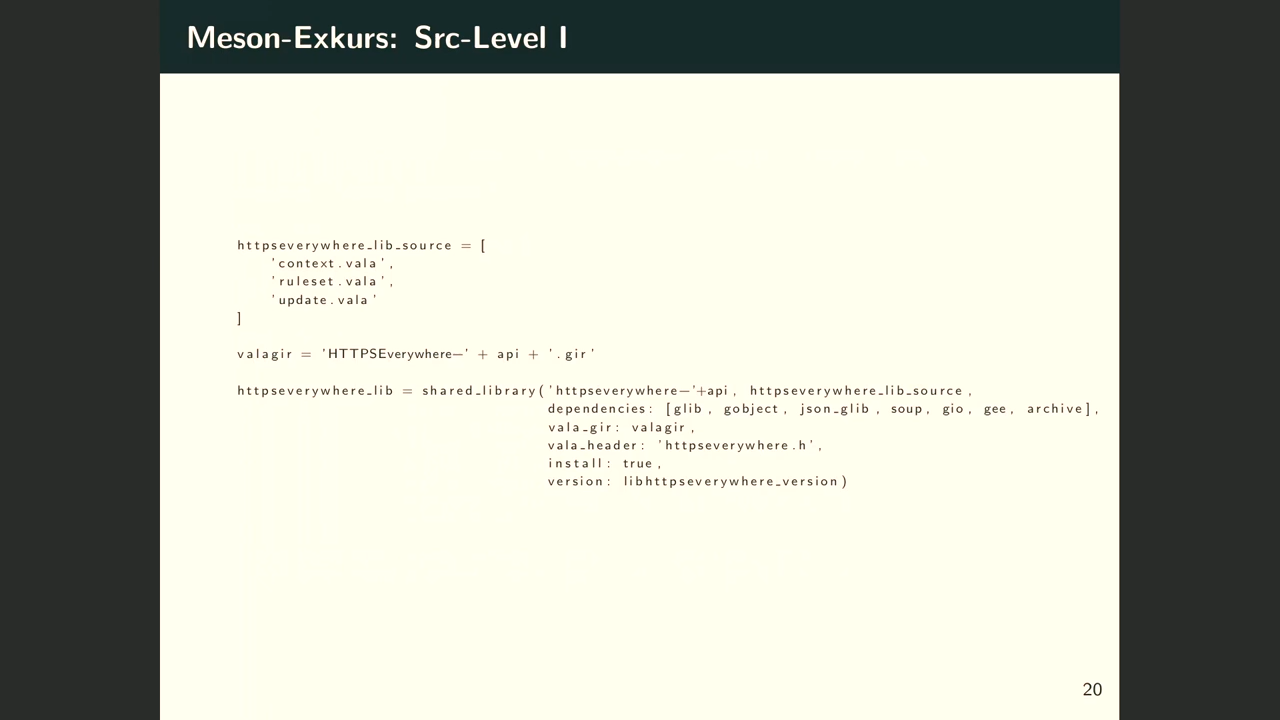 Meson-Exkurs: Src-Level I
httpseverywhere_lib_source = [
'context.vala',
'ruleset.vala',
'update.vala'
]
valagir = 'HTTPSEverywhere-' + api + '.gir'
httpseverywhere_lib = shared_library('httpseverywhere-'+api, httpseverywhere_lib_source,
dependencies: [glib, gobject, json_glib, soup, gio, gee, archive],
vala_gir: valagir,
vala_header: 'httpseverywhere.h',
install: true,
version: libhttpseverywhere_version)
20